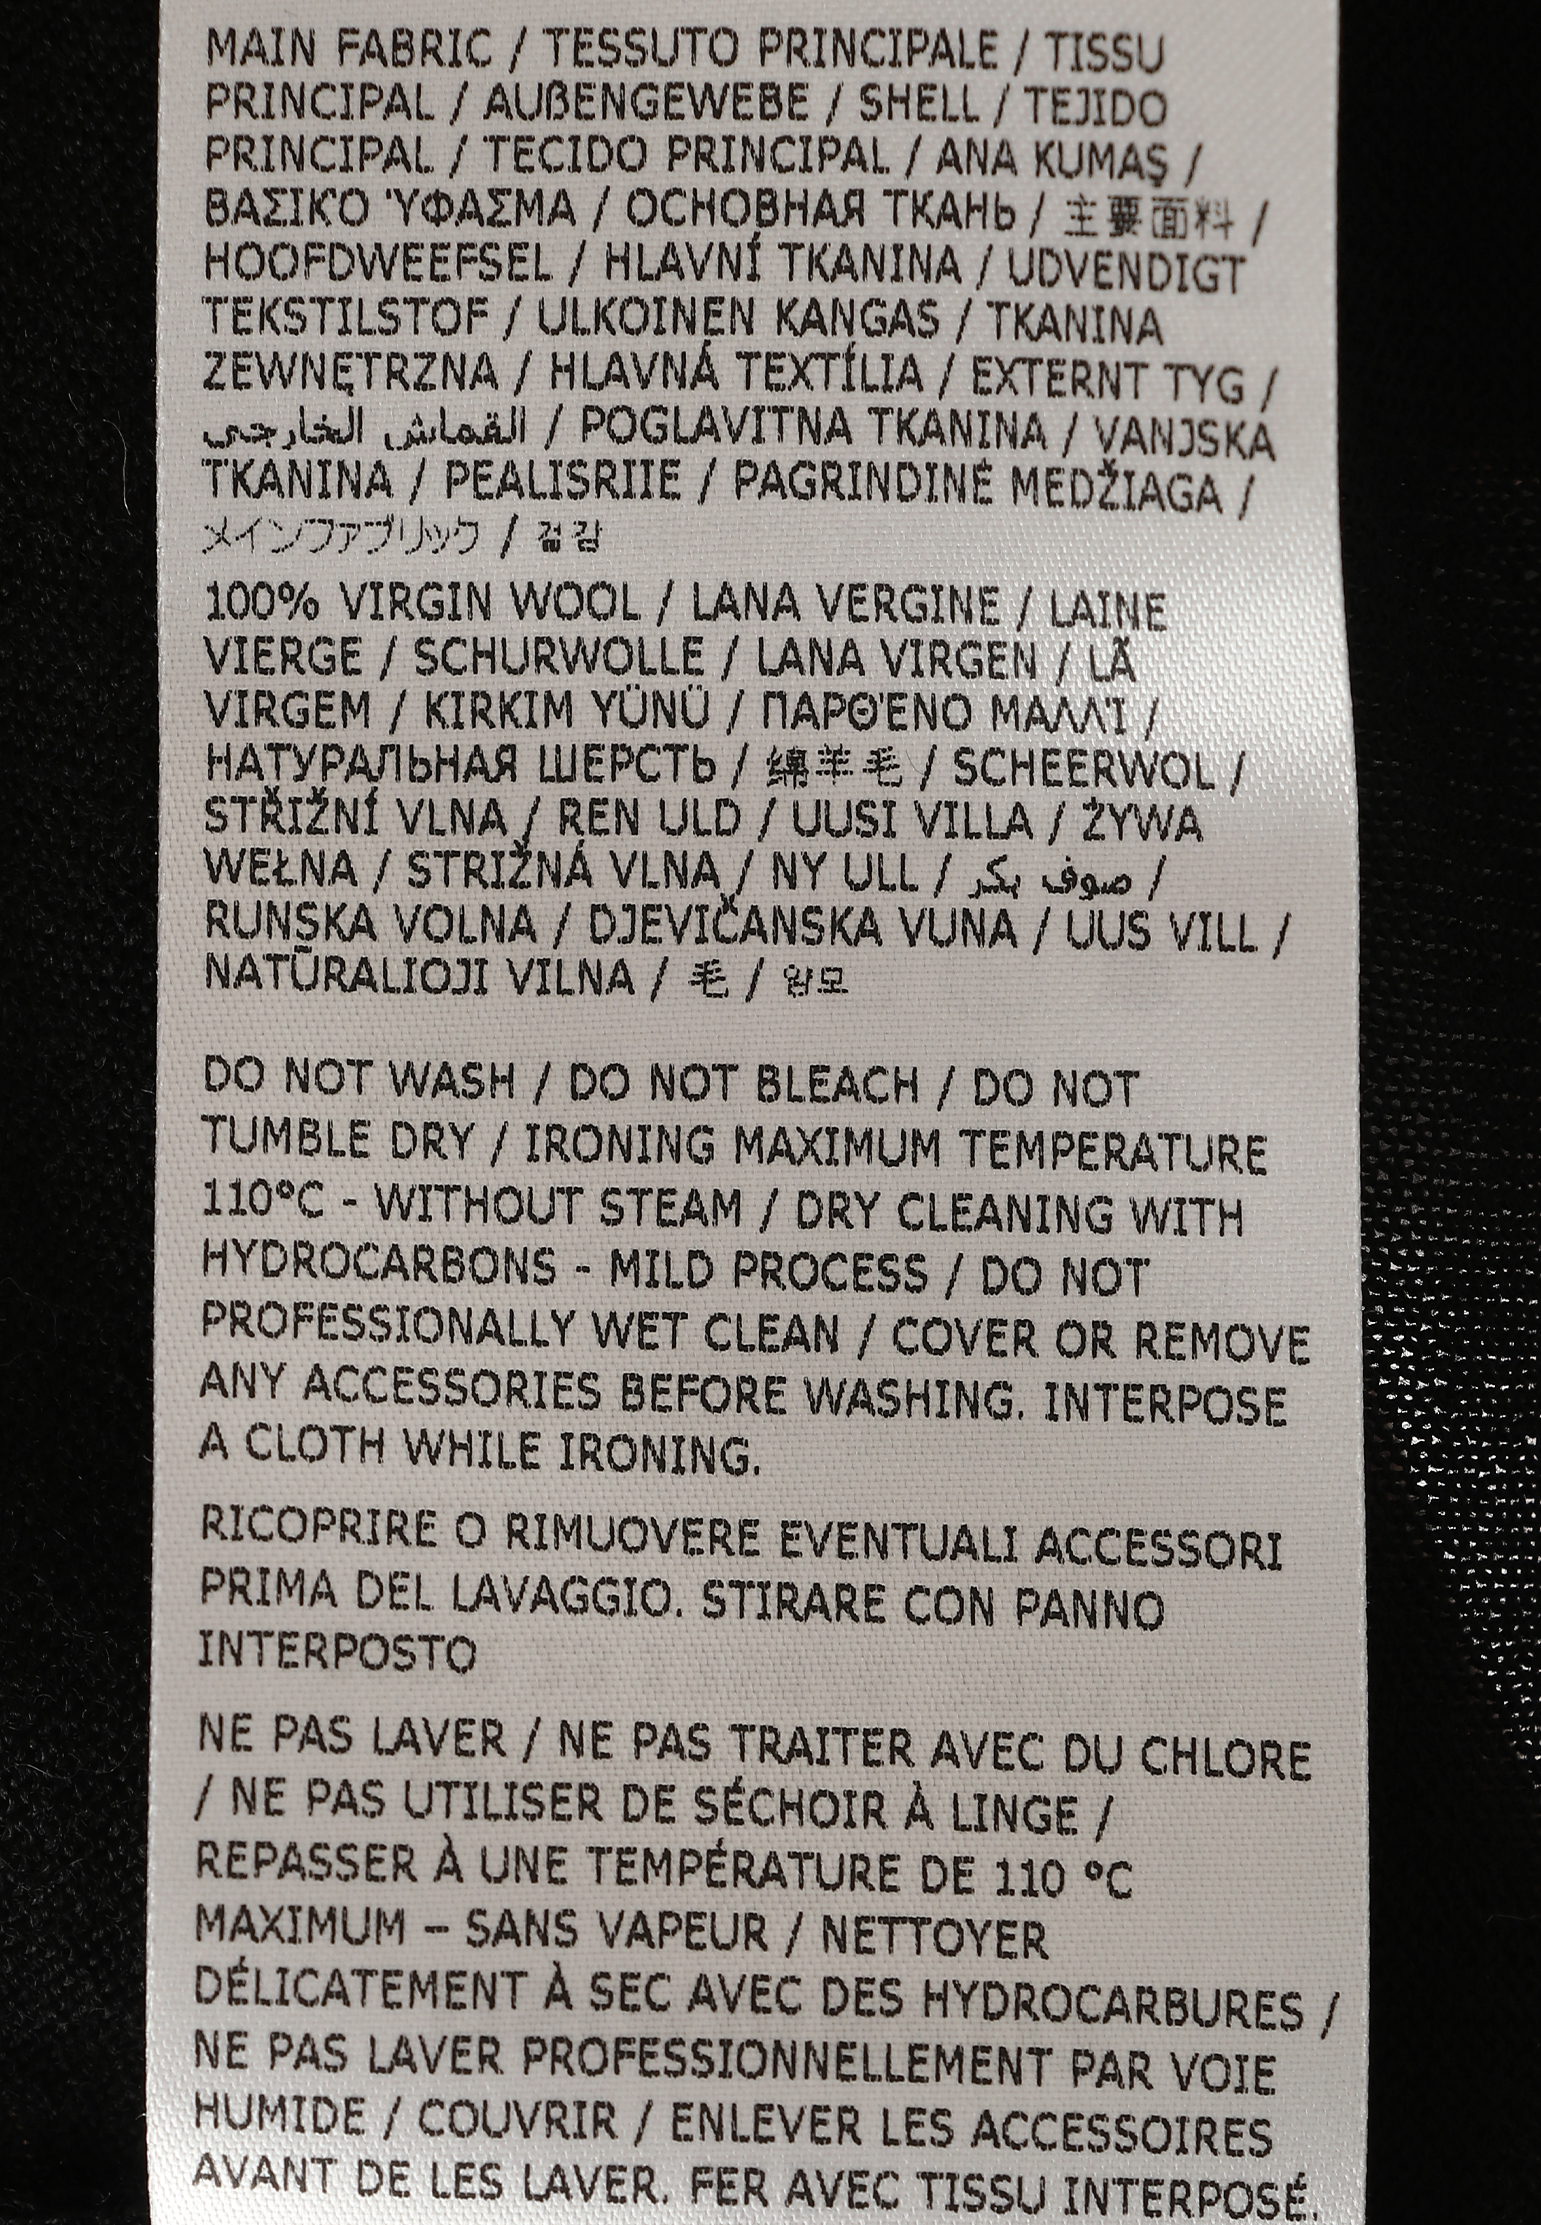 MAIN FABRIC / TESSUTO PRINCIPALE / TISSU
PRINCIPAL / AUßENGEWEBE / SHELL / TEJIDO
PRINCIPAL / TECIDO PRINCIPAL / ANA KUMAŞ /
ΒΑΣΙΚΌ ΎΦΑΣΜΑ / ОСНОВНАЯ ТКАНЬ / 主要面料 /
HOOFDWEEFSEL / HLAVNÍ TKANINA / UDVENDIGT
TEKSTILSTOF / ULKOINEN KANGAS / TKANINA
ZEWNĘTRZNA / HLAVNÁ TEXTÍLIA / EXTERNT TYG /
القماش الخارجي / POGLAVITNA TKANINA / VANJSKA
TKANINA / PEALISRIIE / PAGRINDINĖ MEDŽIAGA /
メインファブリック / 겉감
100% VIRGIN WOOL / LANA VERGINE / LAINE
VIERGE / SCHURWOLLE / LANA VIRGEN / LÃ
VIRGEM / KIRKIM YÜNÜ / ΠΑΡΘΈΝΟ ΜΑΛΛΊ /
НАТУРАЛЬНАЯ ШЕРСТЬ / 绵羊毛 / SCHEERWOL /
STŘIŽNÍ VLNA / REN ULD / UUSI VILLA / ŻYWA
WEŁNA / STRIŽNÁ VLNA / NY ULL / صوف بكر /
RUNSKA VOLNA / DJEVIČANSKA VUNA / UUS VILL /
NATŪRALIOJI VILNA / 毛 / 양모
DO NOT WASH / DO NOT BLEACH / DO NOT
TUMBLE DRY / IRONING MAXIMUM TEMPERATURE
110°C - WITHOUT STEAM / DRY CLEANING WITH
HYDROCARBONS - MILD PROCESS / DO NOT
PROFESSIONALLY WET CLEAN / COVER OR REMOVE
ANY ACCESSORIES BEFORE WASHING. INTERPOSE
A CLOTH WHILE IRONING.
RICOPRIRE O RIMUOVERE EVENTUALI ACCESSORI
PRIMA DEL LAVAGGIO. STIRARE CON PANNO
INTERPOSTO
NE PAS LAVER / NE PAS TRAITER AVEC DU CHLORE
/ NE PAS UTILISER DE SÉCHOIR À LINGE /
REPASSER À UNE TEMPÉRATURE DE 110 °C
MAXIMUM – SANS VAPEUR / NETTOYER
DÉLICATEMENT À SEC AVEC DES HYDROCARBURES /
NE PAS LAVER PROFESSIONNELLEMENT PAR VOIE
HUMIDE / COUVRIR / ENLEVER LES ACCESSOIRES
AVANT DE LES LAVER. FER AVEC TISSU INTERPOSÉ.